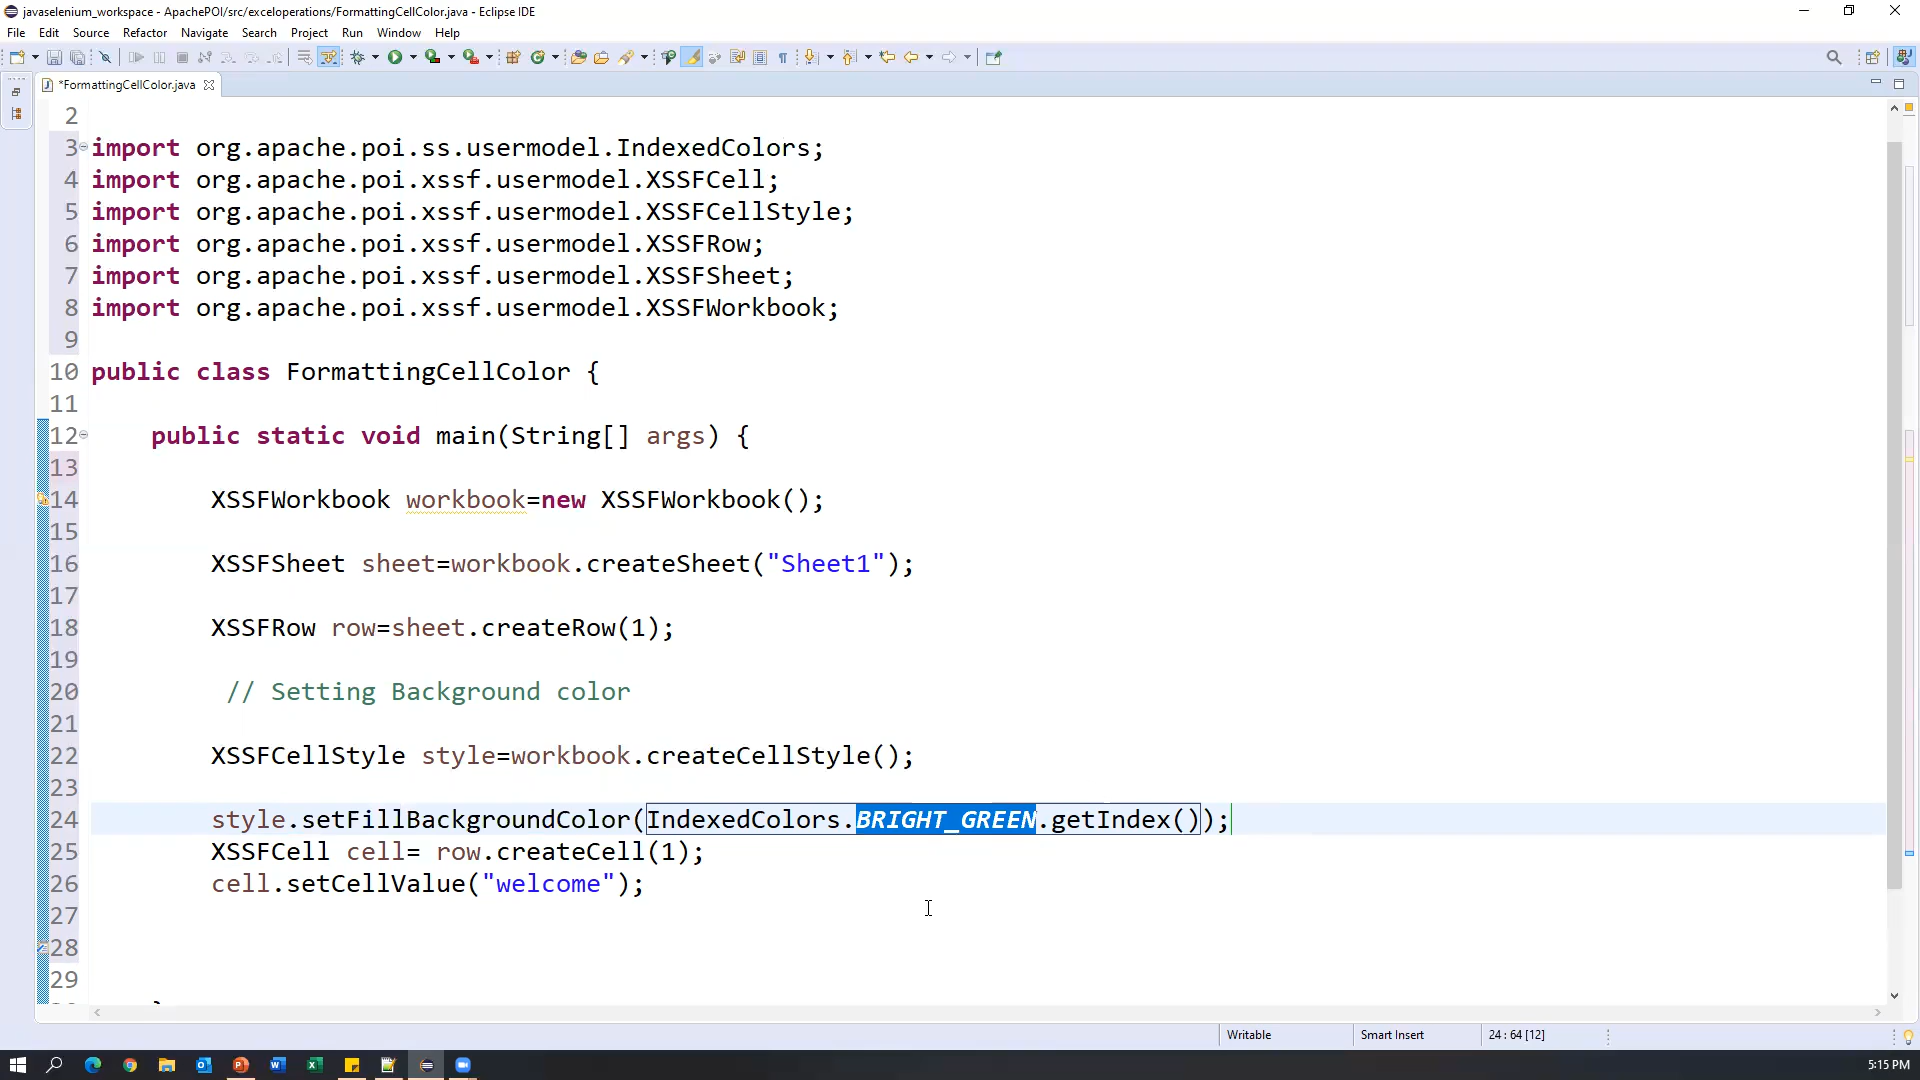 javaselenium_workspace - ApachePOI/src/exceloperations/FormattingCellColor.java - Eclipse IDE
File Edit Source Refactor Navigate Search Project Run Window Help
*FormattingCellColor.java
2
3 import org.apache.poi.ss.usermodel.IndexedColors;
4 import org.apache.poi.xssf.usermodel.XSSFCell;
5 import org.apache.poi.xssf.usermodel.XSSFCellStyle;
6 import org.apache.poi.xssf.usermodel.XSSFRow;
7 import org.apache.poi.xssf.usermodel.XSSFSheet;
8 import org.apache.poi.xssf.usermodel.XSSFWorkbook;
9
10 public class FormattingCellColor {
11
12 public static void main(String[] args) {
13
14 XSSFWorkbook workbook=new XSSFWorkbook();
15
16 XSSFSheet sheet=workbook.createSheet("Sheet1");
17
18 XSSFRow row=sheet.createRow(1);
19
20 // Setting Background color
21
22 XSSFCellStyle style=workbook.createCellStyle();
23
24 style.setFillBackgroundColor(IndexedColors.BRIGHT_GREEN.getIndex());
25 XSSFCell cell= row.createCell(1);
26 cell.setCellValue("welcome");
27
28
29
Writable Smart Insert 24 : 64 [12]
5:15 PM